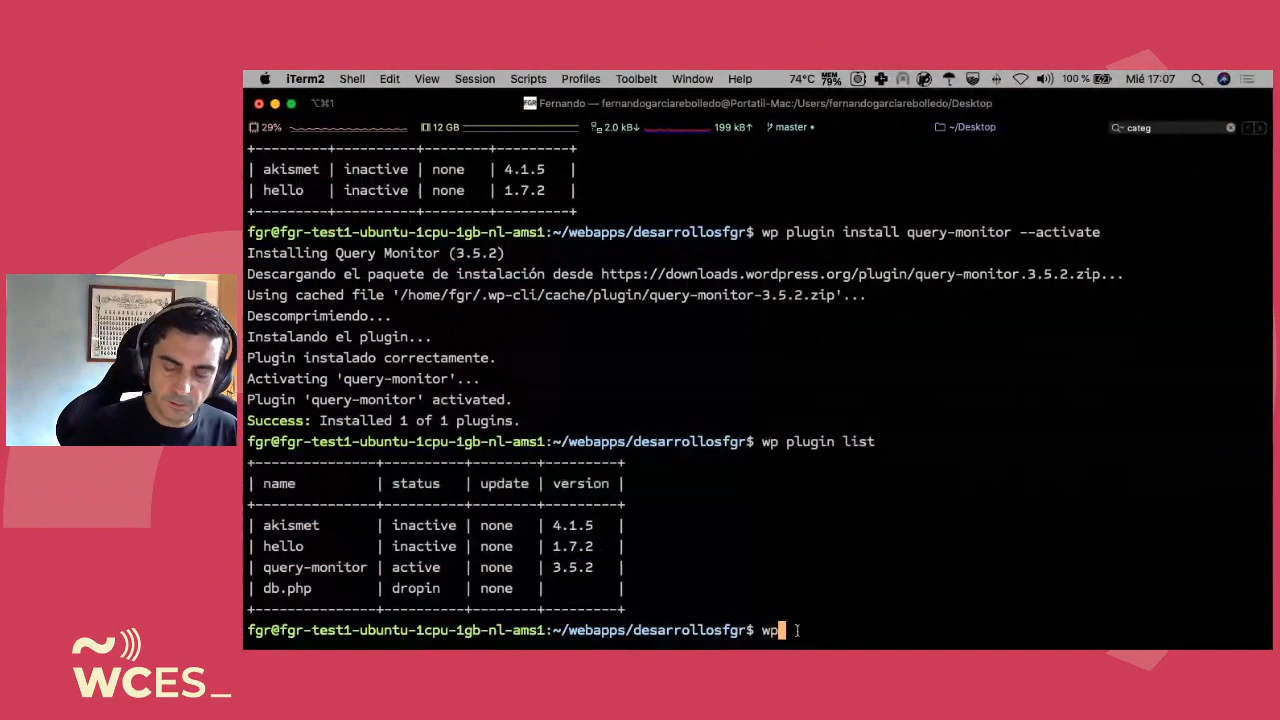 iTerm2 Shell Edit View Session Scripts Profiles Toolbelt Window Help 74°C MEM 79% 100 % Mié 17:07
⌥⌘1 FGR Fernando — fernandogarciarebolledo@Portatil-Mac:/Users/fernandogarciarebolledo/Desktop
29% 12 GB 2.0 kB↓ 199 kB↑ master • ~/Desktop categ
+---------+----------+--------+---------+
| akismet | inactive | none | 4.1.5 |
| hello | inactive | none | 1.7.2 |
+---------+----------+--------+---------+
fgr@fgr-test1-ubuntu-1cpu-1gb-nl-ams1:~/webapps/desarrollosfgr$ wp plugin install query-monitor --activate
Installing Query Monitor (3.5.2)
Descargando el paquete de instalación desde https://downloads.wordpress.org/plugin/query-monitor.3.5.2.zip...
Using cached file '/home/fgr/.wp-cli/cache/plugin/query-monitor-3.5.2.zip'...
Descomprimiendo...
Instalando el plugin...
Plugin instalado correctamente.
Activating 'query-monitor'...
Plugin 'query-monitor' activated.
Success: Installed 1 of 1 plugins.
fgr@fgr-test1-ubuntu-1cpu-1gb-nl-ams1:~/webapps/desarrollosfgr$ wp plugin list
+---------------+----------+--------+---------+
| name | status | update | version |
+---------------+----------+--------+---------+
| akismet | inactive | none | 4.1.5 |
| hello | inactive | none | 1.7.2 |
| query-monitor | active | none | 3.5.2 |
| db.php | dropin | none | |
+---------------+----------+--------+---------+
fgr@fgr-test1-ubuntu-1cpu-1gb-nl-ams1:~/webapps/desarrollosfgr$ wp
WCES_